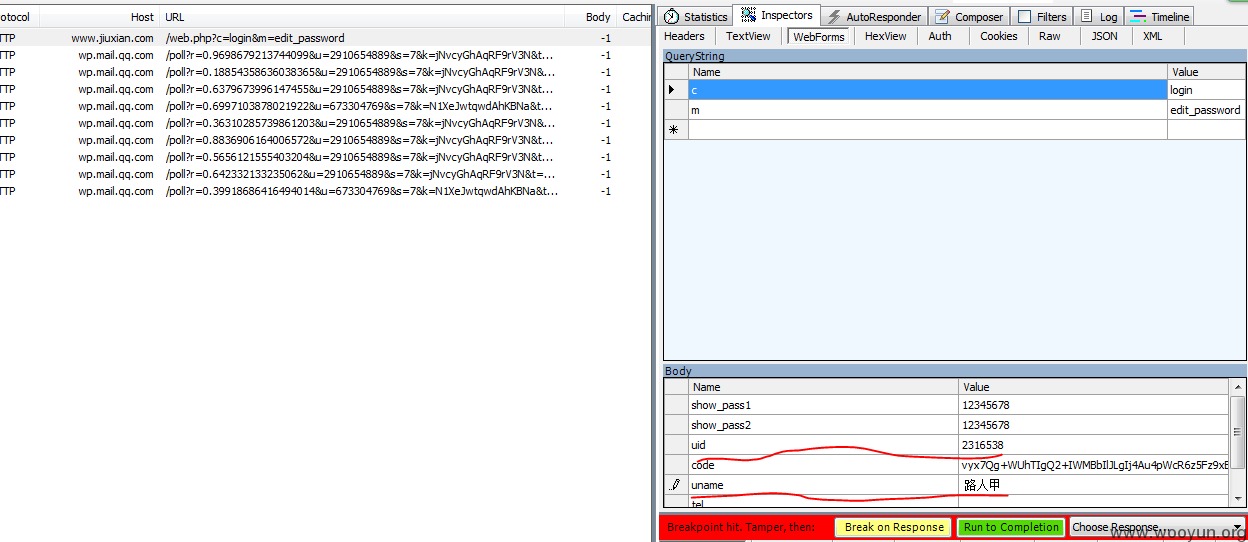 otocol Host URL Body Cachin
TTP www.jiuxian.com /web.php?c=login&m=edit_password -1
TTP wp.mail.qq.com /poll?r=0.9698679213744099&u=2910654889&s=7&k=jNvcyGhAqRF9rV3N&t... -1
TTP wp.mail.qq.com /poll?r=0.18854358636038365&u=2910654889&s=7&k=jNvcyGhAqRF9rV3N&... -1
TTP wp.mail.qq.com /poll?r=0.6379673996147455&u=2910654889&s=7&k=jNvcyGhAqRF9rV3N&t... -1
TTP wp.mail.qq.com /poll?r=0.6997103878021922&u=673304769&s=7&k=N1XeJwtqwdAhKBNa&t... -1
TTP wp.mail.qq.com /poll?r=0.36310285739861203&u=2910654889&s=7&k=jNvcyGhAqRF9rV3N&... -1
TTP wp.mail.qq.com /poll?r=0.8836906164006572&u=2910654889&s=7&k=jNvcyGhAqRF9rV3N&t... -1
TTP wp.mail.qq.com /poll?r=0.5656121555403204&u=2910654889&s=7&k=jNvcyGhAqRF9rV3N&t... -1
TTP wp.mail.qq.com /poll?r=0.642332133235062&u=2910654889&s=7&k=jNvcyGhAqRF9rV3N&t=... -1
TTP wp.mail.qq.com /poll?r=0.3991868641649401​4&u=673304769&s=7&k=N1XeJwtqwdAhKBNa&t... -1
Statistics Inspectors AutoResponder Composer Filters Log Timeline
Headers TextView WebForms HexView Auth Cookies Raw JSON XML
QueryString
Name Value
c login
m edit_password
Body
Name Value
show_pass1 12345678
show_pass2 12345678
uid 2316538
code vyx7Qg+WUhTIgQ2+IWMBbIlJLgIj4Au4pWcR6z5Fz9xE
uname 路人甲
tel
Breakpoint hit. Tamper, then: Break on Response Run to Completion Choose Response...
www.wooyun.org